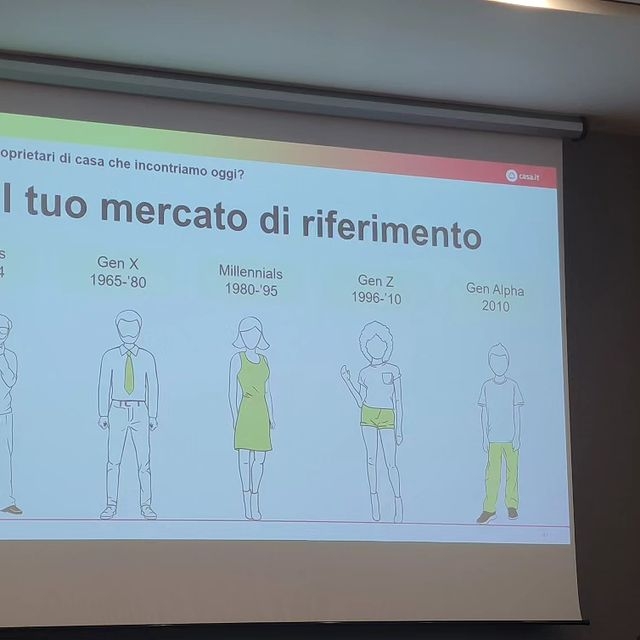 oprietari di casa che incontriamo oggi?
casa.it
l tuo mercato di riferimento
s
4
Gen X
1965-'80
Millennials
1980-'95
Gen Z
1996-'10
Gen Alpha
2010